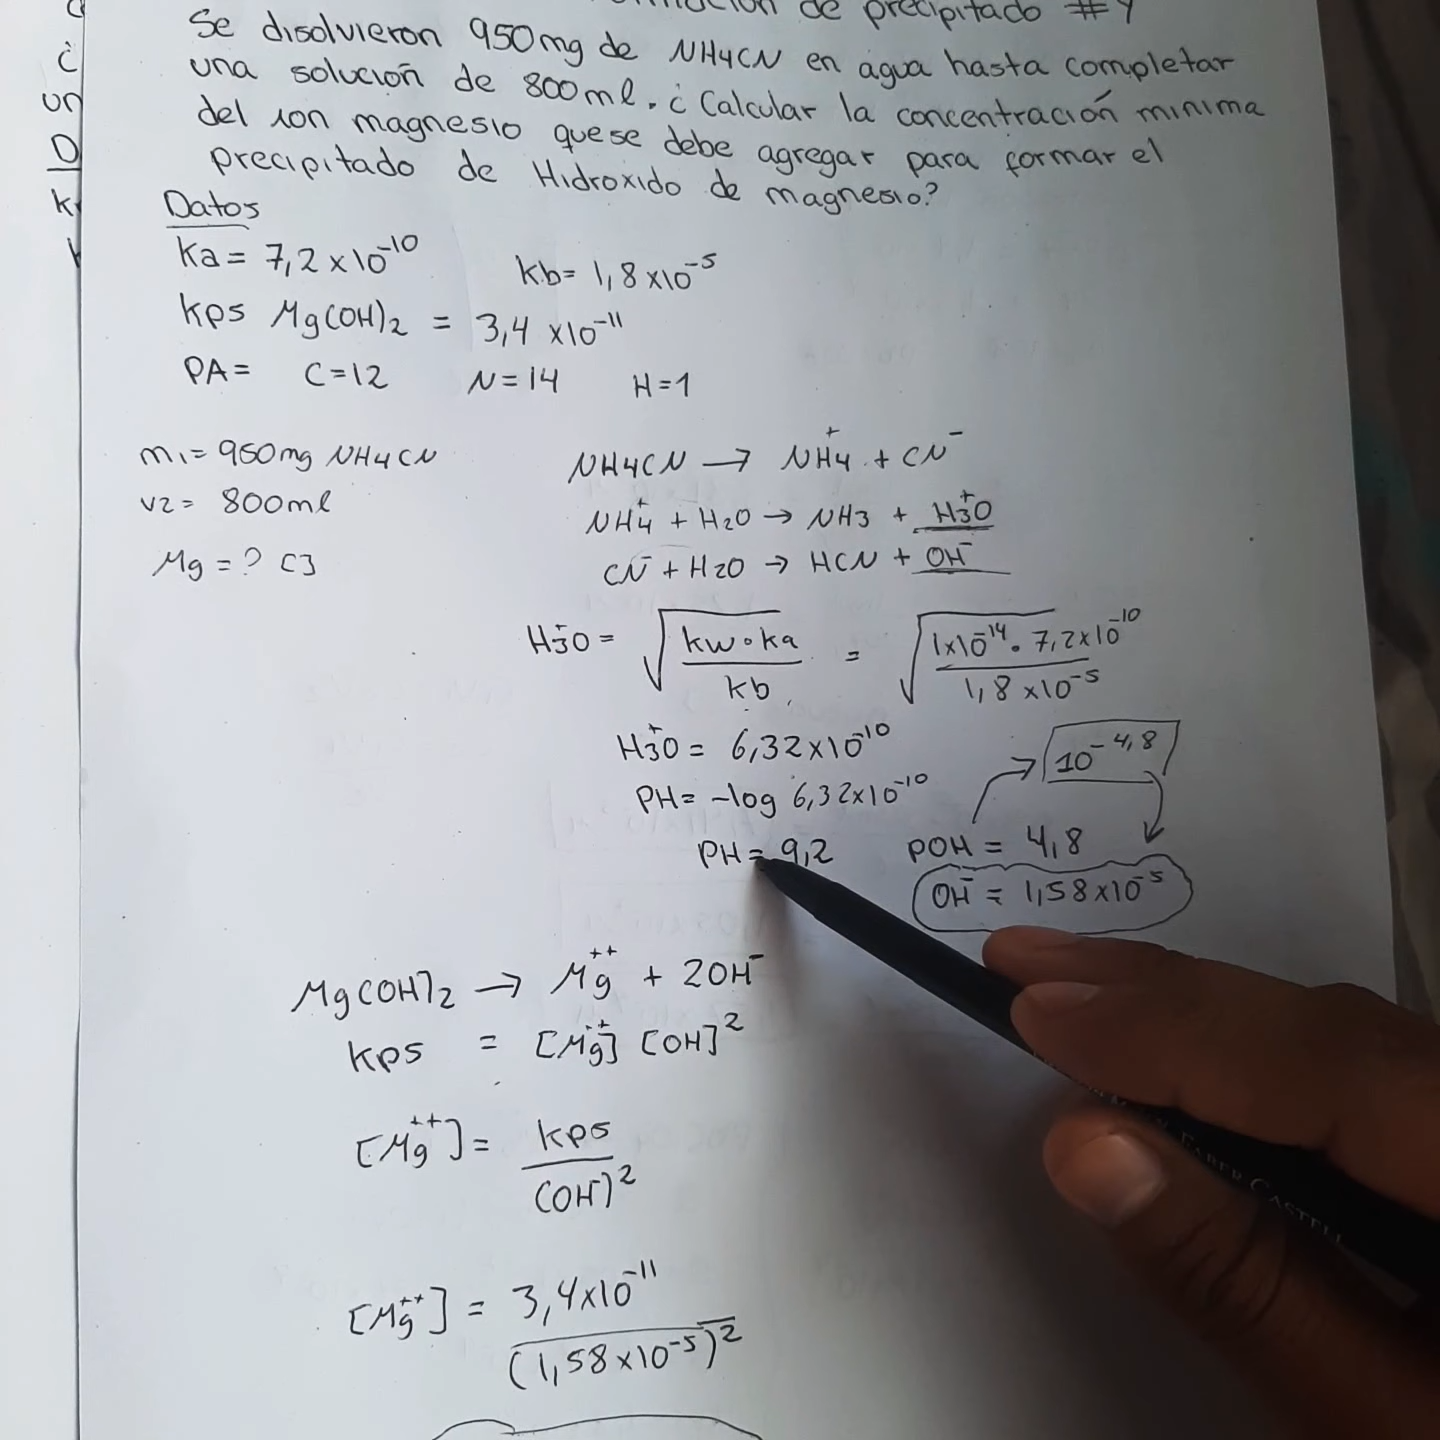 de precipitado #4
Se disolvieron 950mg de NH4CN en agua hasta completar
una solución de 800ml. ¿Calcular la concentración minima
del ion magnesio que se debe agregar para formar el
precipitado de Hidroxido de magnesio?
Datos
Ka = 7,2x10^-10 Kb = 1,8x10^-5
Kps Mg(OH)2 = 3,4 x10^-11
PA= C=12 N=14 H=1
m1 = 950mg NH4CN NH4CN → NH4+ + CN-
V2 = 800ml NH4+ + H2O → NH3 + H3O+
Mg = ? [] CN- + H2O → HCN + OH-
H3O+ = √(kw·ka / kb) = √(1x10^-14 · 7,2x10^-10 / 1,8x10^-5)
H3O+ = 6,32x10^-10 10^-4,8
PH = -log 6,32x10^-10
PH = 9,2 POH = 4,8
OH- = 1,58x10^-5
Mg(OH)2 → Mg++ + 2OH-
Kps = [Mg++] [OH]^2
[Mg++] = kps / (OH-)^2
[Mg++] = 3,4x10^-11 / (1,58x10^-5)^2
FABER CASTELL
¿
un
D